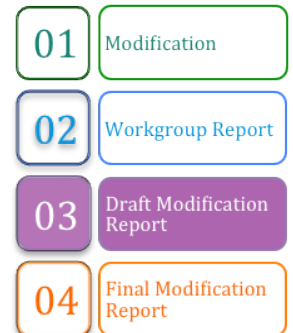 01 Modification
02 Workgroup Report
03 Draft Modification
Report
04 Final Modification
Report